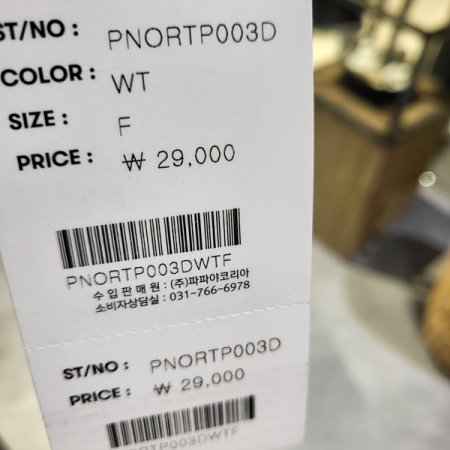 ST/NO : PNORTP003D
COLOR : WT
SIZE : F
PRICE : ₩ 29,000
PNORTP003DWTF
수 입 판 매 원 : (주)파파야코리아
소비자상담실 : 031-766-6978
ST/NO : PNORTP003D
PRICE : ₩ 29,000
PNORTP003DWTF